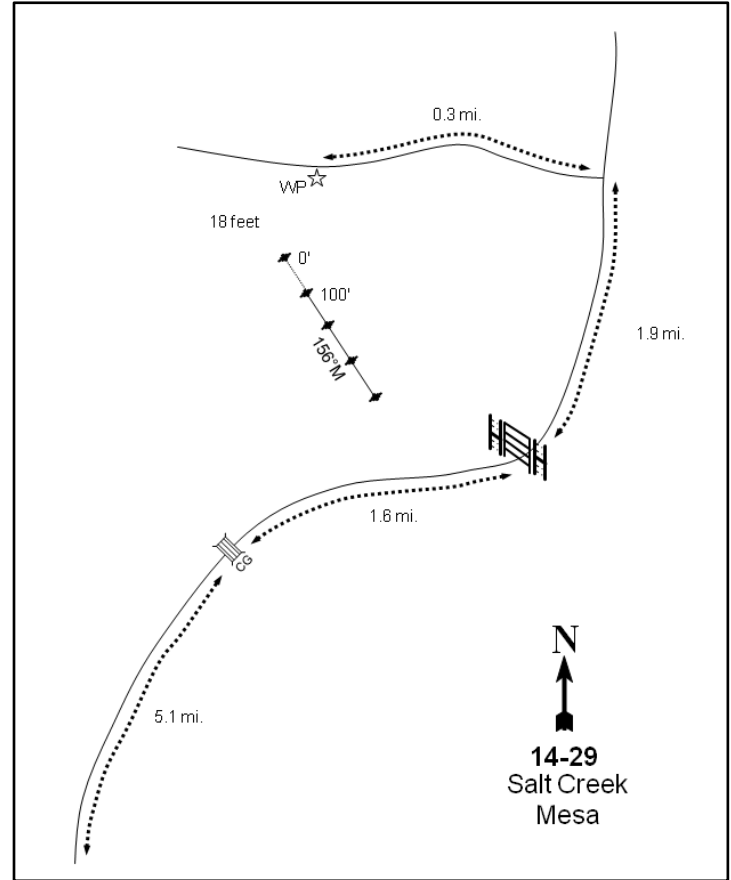 0.3 mi.
WP
18 feet
0'
100'
156°M
1.9 mi.
1.6 mi.
CG
5.1 mi.
N
14-29
Salt Creek
Mesa